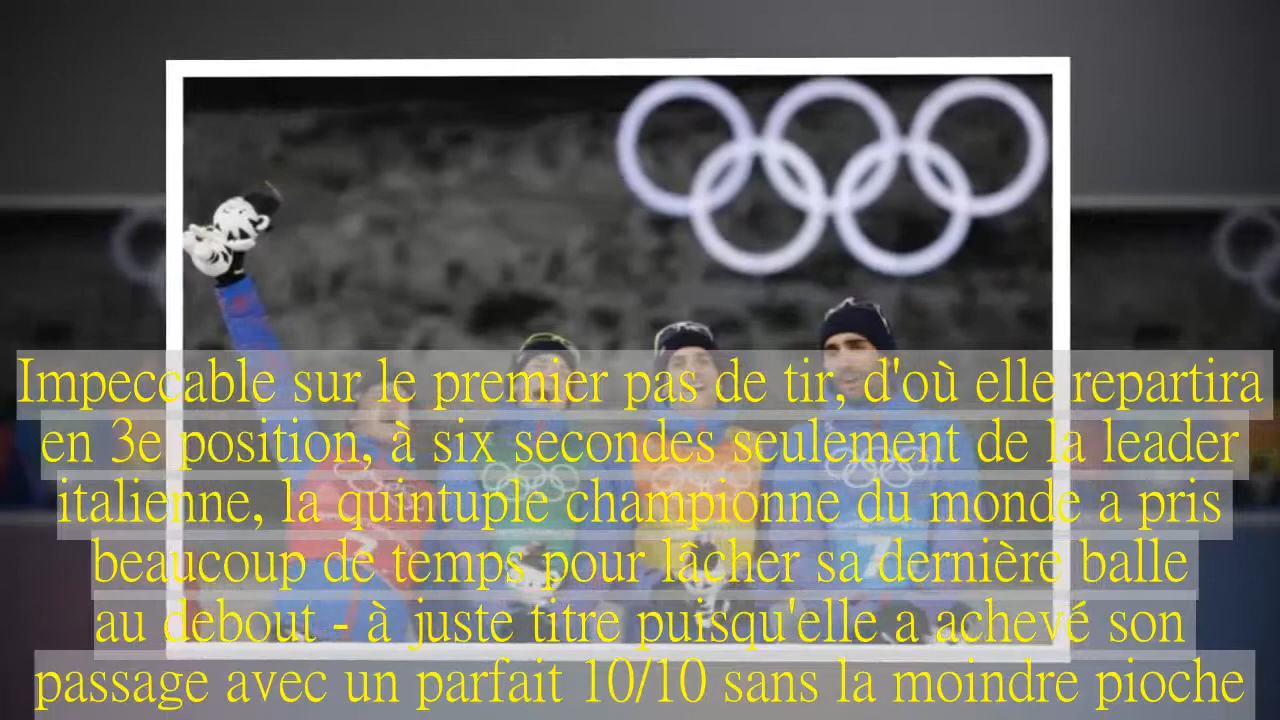 Impeccable sur le premier pas de tir, d'où elle repartira
en 3e position, à six secondes seulement de la leader
italienne, la quintuple championne du monde a pris
beaucoup de temps pour lâcher sa dernière balle
au debout - à juste titre puisqu'elle a achevé son
passage avec un parfait 10/10 sans la moindre pioche
7
7